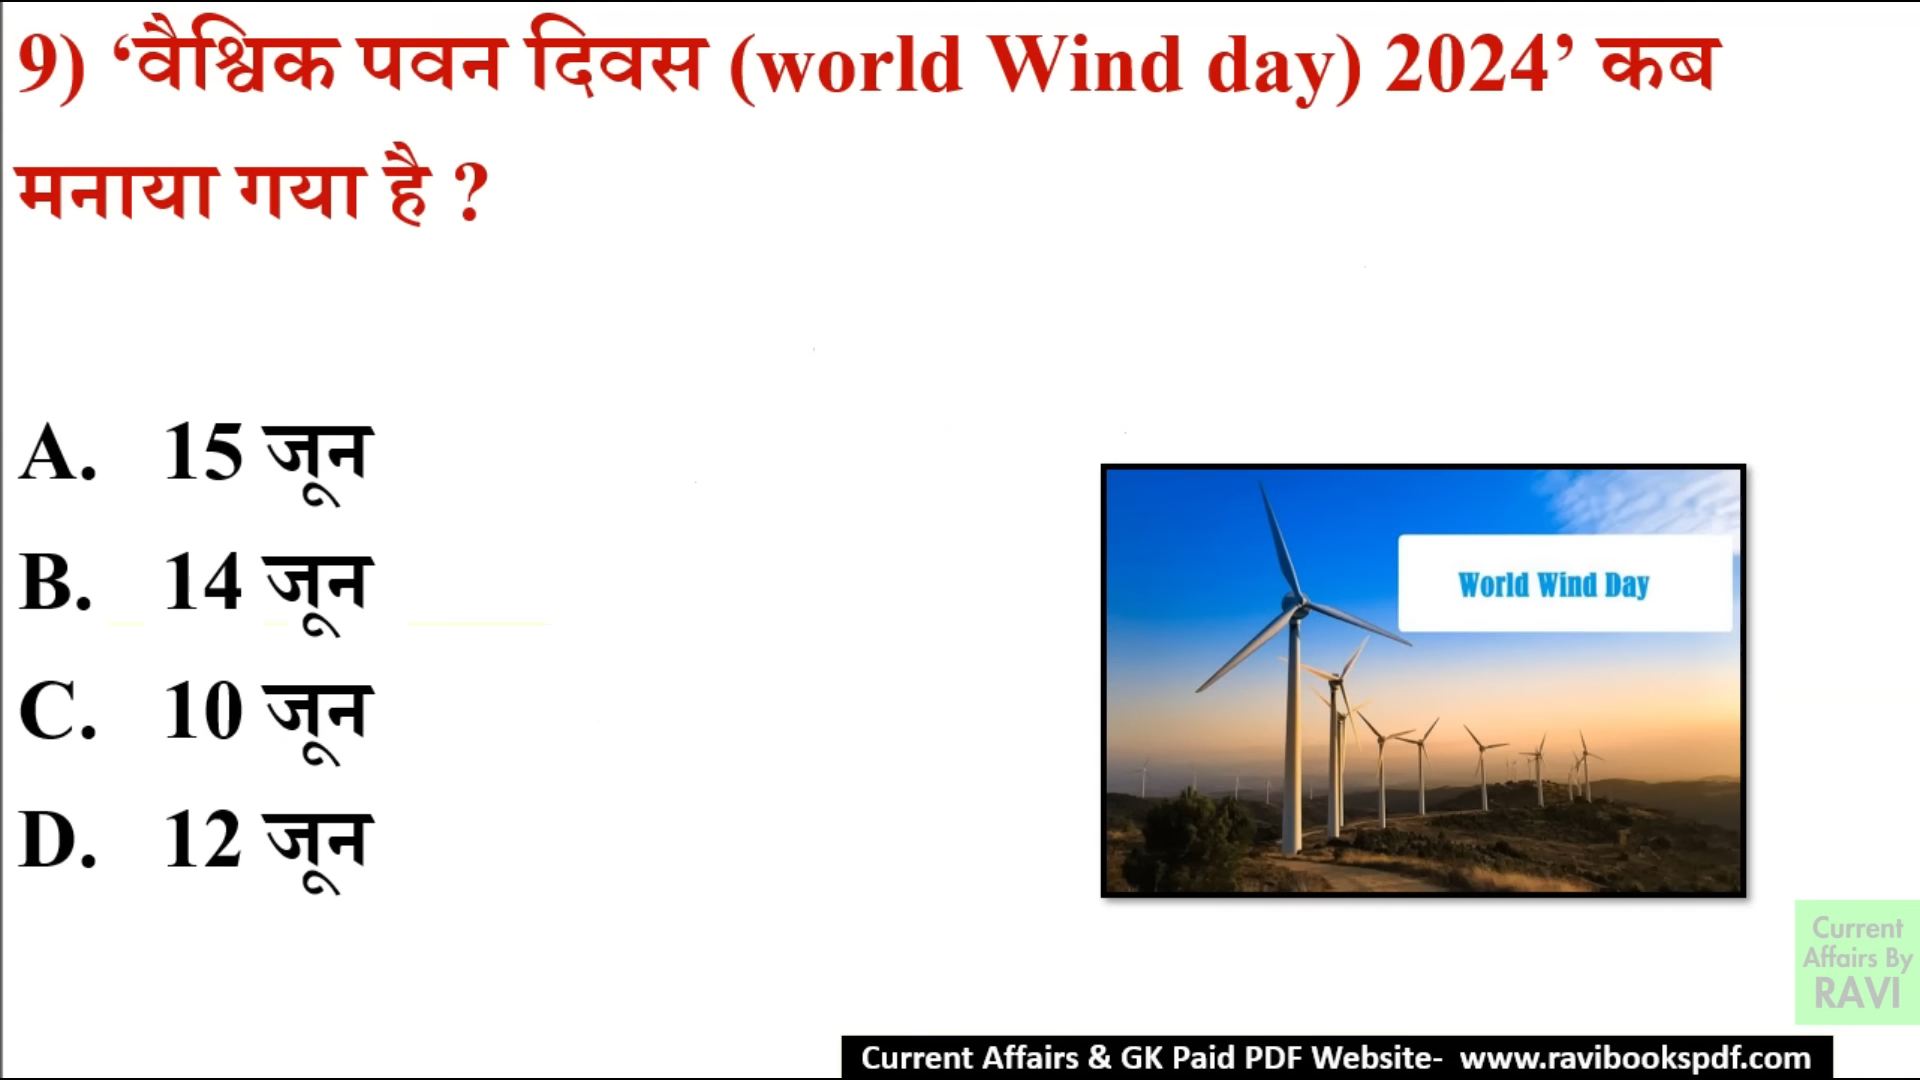 9) ‘वैश्विक पवन दिवस (world Wind day) 2024’ कब
मनाया गया है ?
A. 15 जून
B. 14 जून
C. 10 जून
D. 12 जून
World Wind Day
Current
Affairs By
RAVI
Current Affairs & GK Paid PDF Website- www.ravibookspdf.com